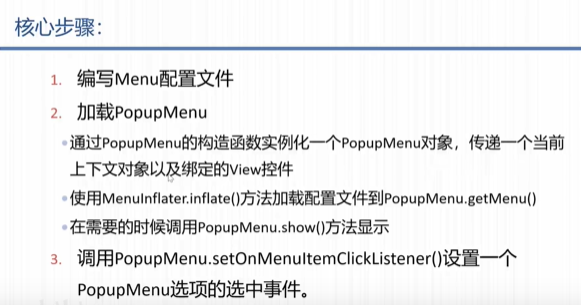 核心步骤：
1. 编写Menu配置文件
2. 加载PopupMenu
•通过PopupMenu的构造函数实例化一个PopupMenu对象，传递一个当前
上下文对象以及绑定的View控件
•使用MenuInflater.inflate()方法加载配置文件到PopupMenu.getMenu()
•在需要的时候调用PopupMenu.show()方法显示
3. 调用PopupMenu.setOnMenuItemClickListener()设置一个
PopupMenu选项的选中事件。